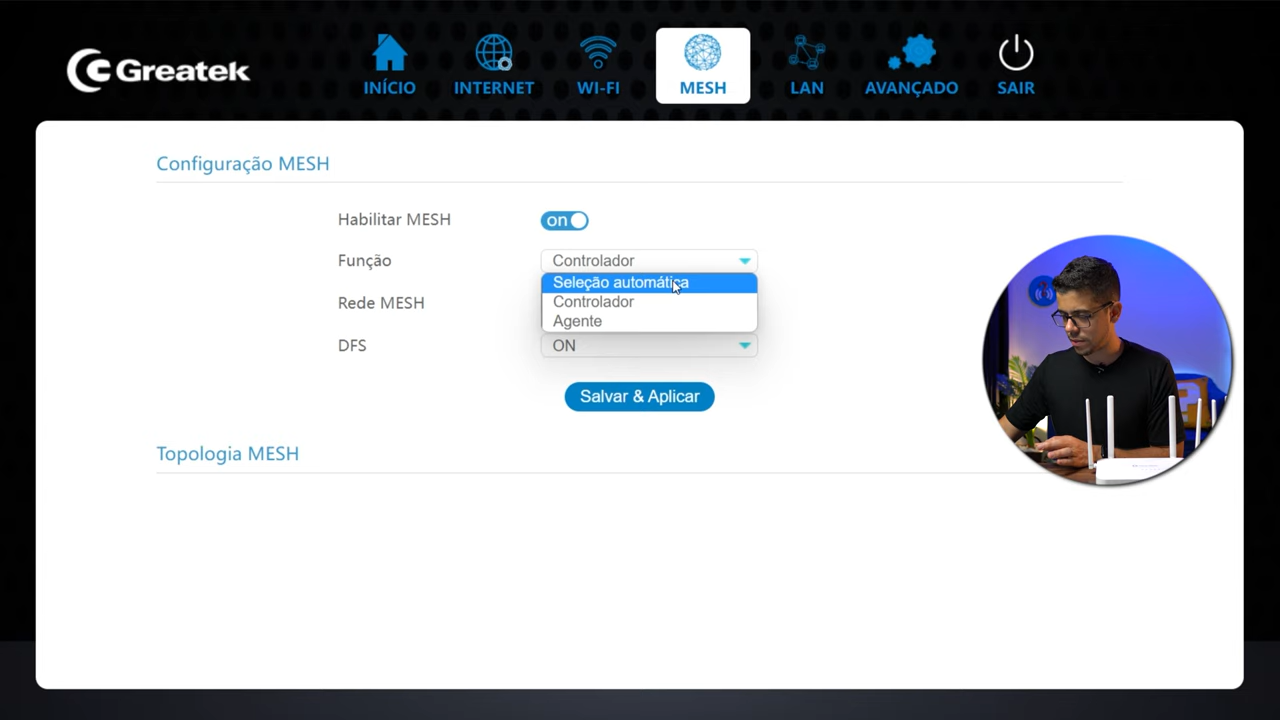 Greatek
INÍCIO
INTERNET
WI-FI
MESH
LAN
AVANÇADO
SAIR
Configuração MESH
Habilitar MESH
on
Função
Controlador
Seleção automática
Controlador
Agente
Rede MESH
DFS
ON
Salvar & Aplicar
Topologia MESH